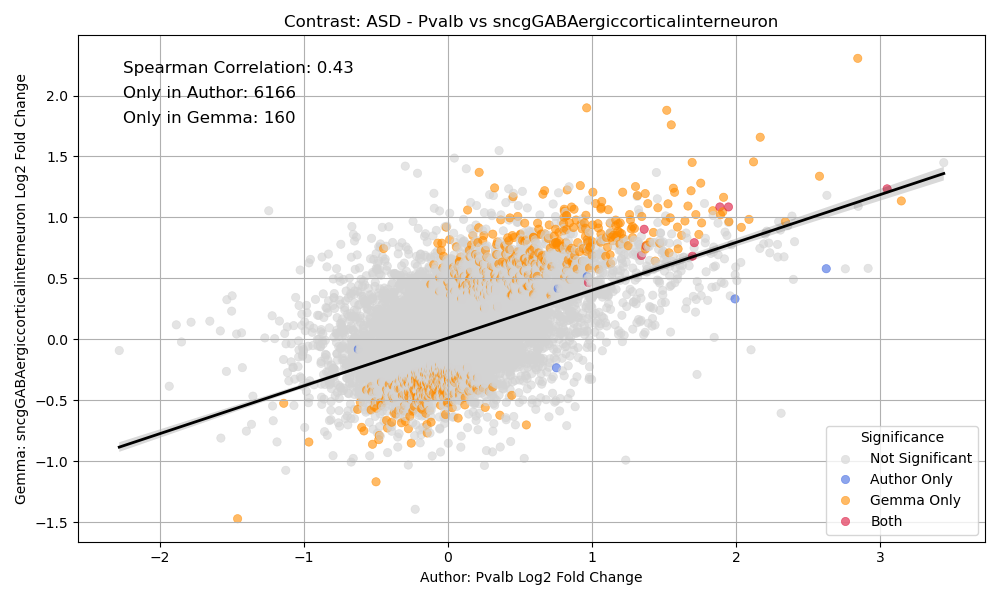 Contrast: ASD - Pvalb vs sncgGABAergiccorticalinterneuron
Spearman Correlation: 0.43
Only in Author: 6166
Only in Gemma: 160
Gemma: sncgGABAergiccorticalinterneuron Log2 Fold Change
2.0
1.5
1.0
0.5
0.0
−0.5
−1.0
−1.5
Significance
Not Significant
Author Only
Gemma Only
Both
−2
−1
0
1
2
3
Author: Pvalb Log2 Fold Change